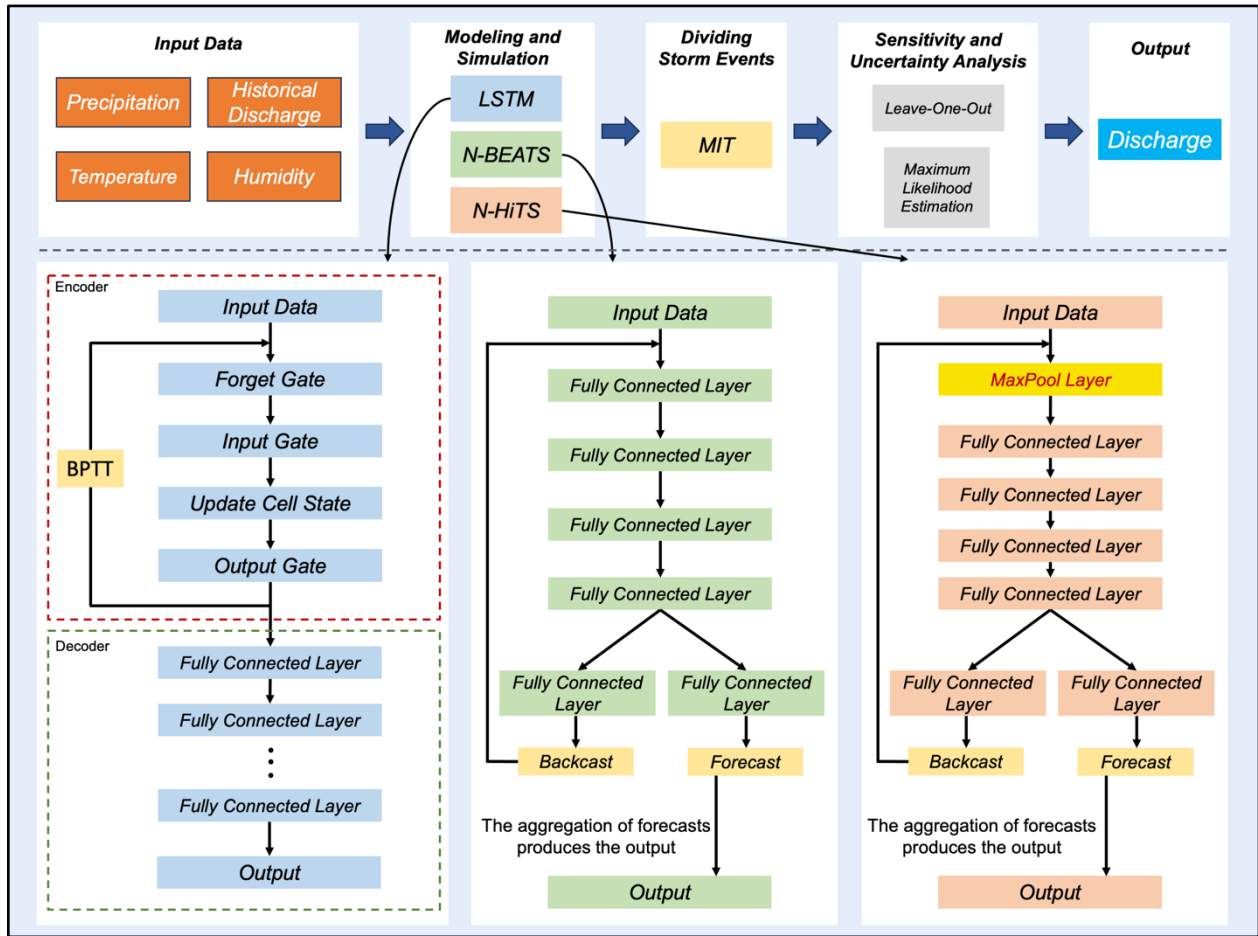 Input Data
Precipitation
Historical
Discharge
Temperature
Humidity
Modeling and
Simulation
LSTM
N-BEATS
N-HiTS
Dividing
Storm Events
MIT
Sensitivity and
Uncertainty Analysis
Leave-One-Out
Maximum
Likelihood
Estimation
Output
Discharge
Encoder
Input Data
Forget Gate
Input Gate
BPTT
Update Cell State
Output Gate
Decoder
Fully Connected Layer
Fully Connected Layer
Fully Connected Layer
Output
Input Data
Fully Connected Layer
Fully Connected Layer
Fully Connected Layer
Fully Connected Layer
Fully Connected
Layer
Fully Connected
Layer
Backcast
Forecast
The aggregation of forecasts
produces the output
Output
Input Data
MaxPool Layer
Fully Connected Layer
Fully Connected Layer
Fully Connected Layer
Fully Connected Layer
Fully Connected
Layer
Fully Connected
Layer
Backcast
Forecast
The aggregation of forecasts
produces the output
Output